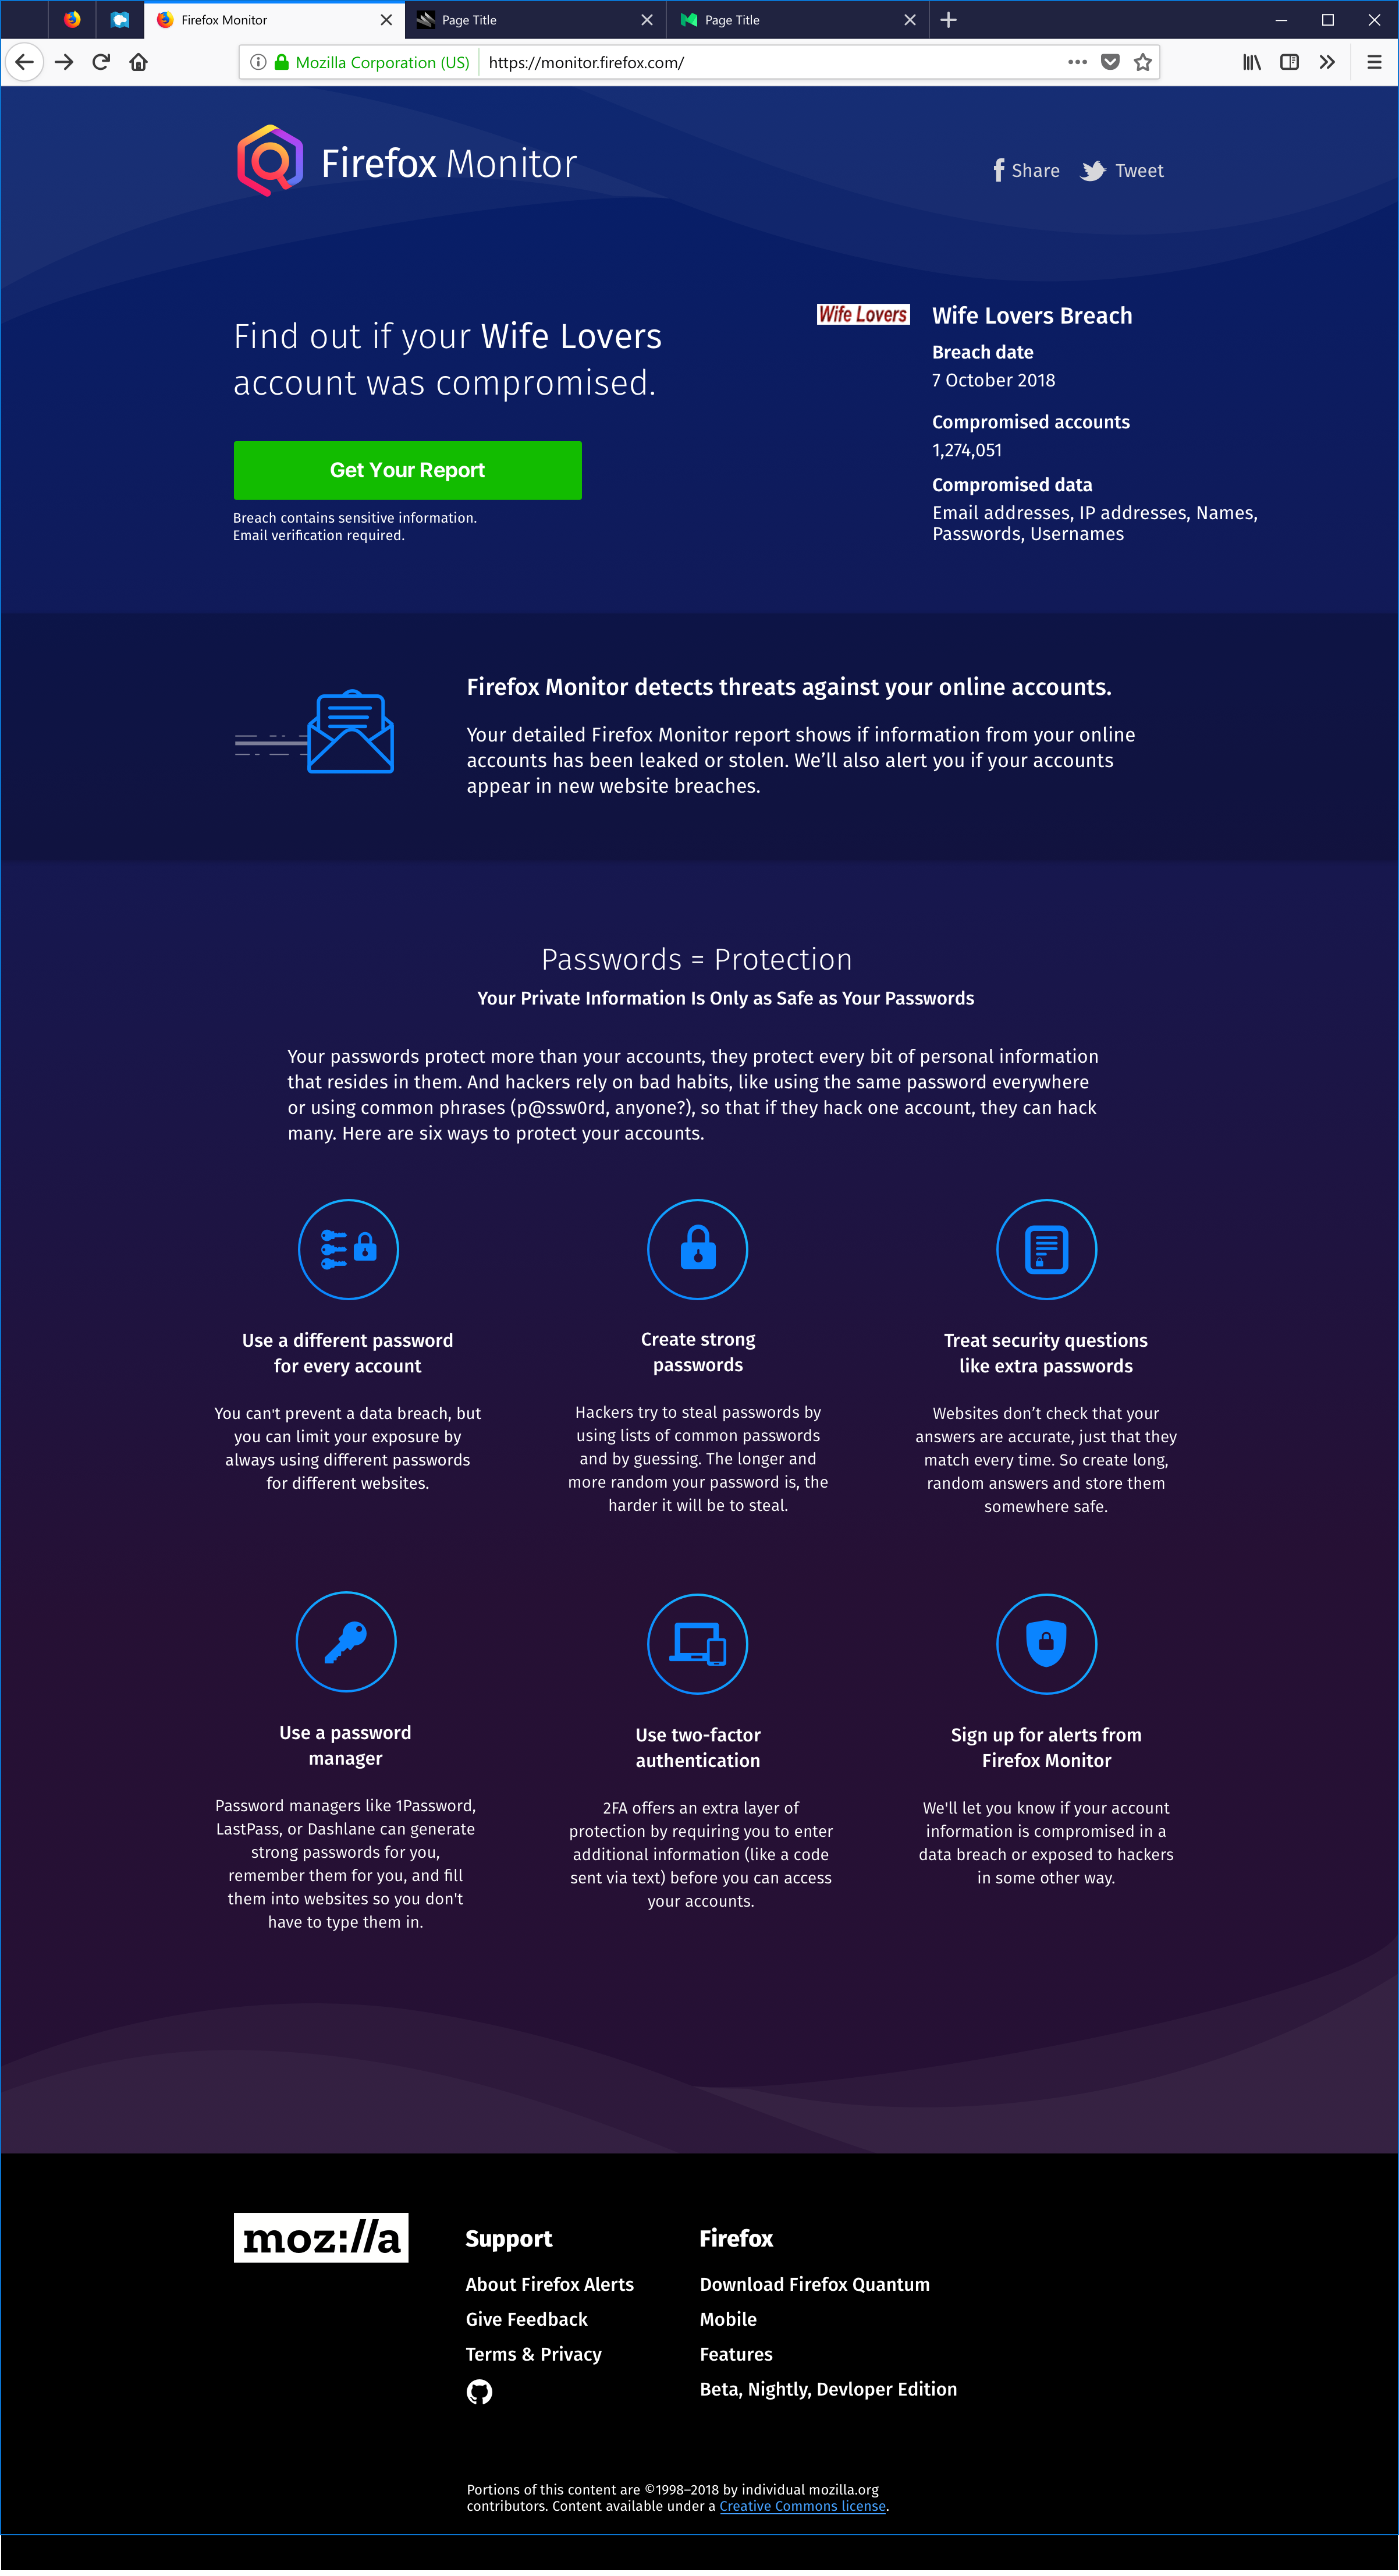 Firefox Monitor
Page Title
Page Title
Mozilla Corporation (US)
https://monitor.firefox.com/
Firefox Monitor
Share
Tweet
Find out if your Wife Lovers
account was compromised.
Get Your Report
Breach contains sensitive information.
Email verification required.
Wife Lovers
Wife Lovers Breach
Breach date
7 October 2018
Compromised accounts
1,274,051
Compromised data
Email addresses, IP addresses, Names,
Passwords, Usernames
Firefox Monitor detects threats against your online accounts.
Your detailed Firefox Monitor report shows if information from your online
accounts has been leaked or stolen. We’ll also alert you if your accounts
appear in new website breaches.
Passwords = Protection
Your Private Information Is Only as Safe as Your Passwords
Your passwords protect more than your accounts, they protect every bit of personal information
that resides in them. And hackers rely on bad habits, like using the same password everywhere
or using common phrases (p@ssw0rd, anyone?), so that if they hack one account, they can hack
many. Here are six ways to protect your accounts.
Use a different password
for every account
You can't prevent a data breach, but
you can limit your exposure by
always using different passwords
for different websites.
Create strong
passwords
Hackers try to steal passwords by
using lists of common passwords
and by guessing. The longer and
more random your password is, the
harder it will be to steal.
Treat security questions
like extra passwords
Websites don’t check that your
answers are accurate, just that they
match every time. So create long,
random answers and store them
somewhere safe.
Use a password
manager
Password managers like 1Password,
LastPass, or Dashlane can generate
strong passwords for you,
remember them for you, and fill
them into websites so you don't
have to type them in.
Use two-factor
authentication
2FA offers an extra layer of
protection by requiring you to enter
additional information (like a code
sent via text) before you can access
your accounts.
Sign up for alerts from
Firefox Monitor
We'll let you know if your account
information is compromised in a
data breach or exposed to hackers
in some other way.
moz://a
Support
About Firefox Alerts
Give Feedback
Terms & Privacy
Firefox
Download Firefox Quantum
Mobile
Features
Beta, Nightly, Devloper Edition
Portions of this content are ©1998–2018 by individual mozilla.org
contributors. Content available under a Creative Commons license.